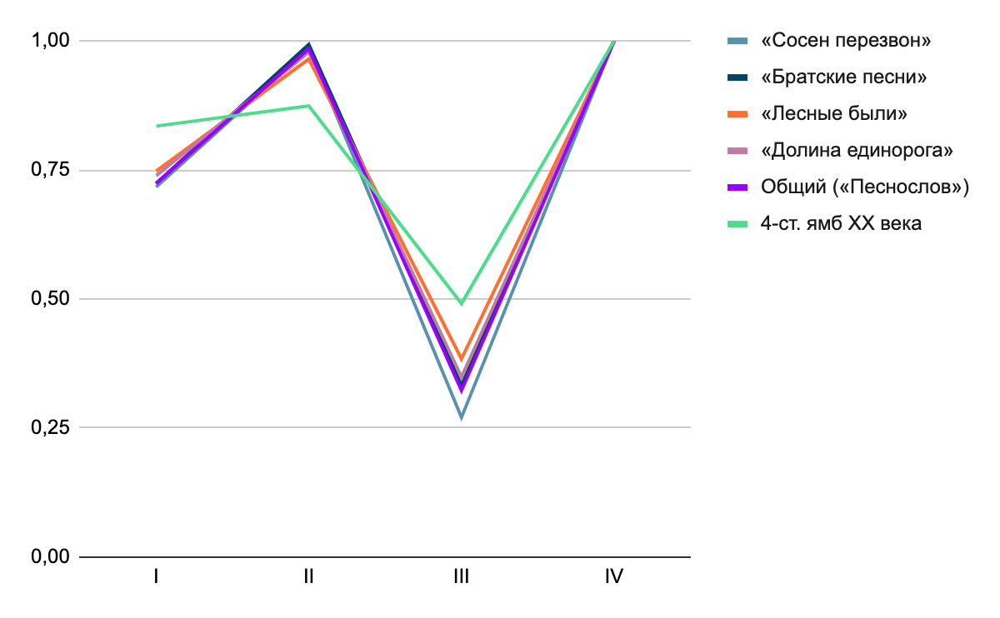 1,00
0,75
0,50
0,25
0,00
I II III IV
«Сосен перезвон»
«Братские песни»
«Лесные были»
«Долина единорога»
Общий («Песнослов»)
4-ст. ямб XX века